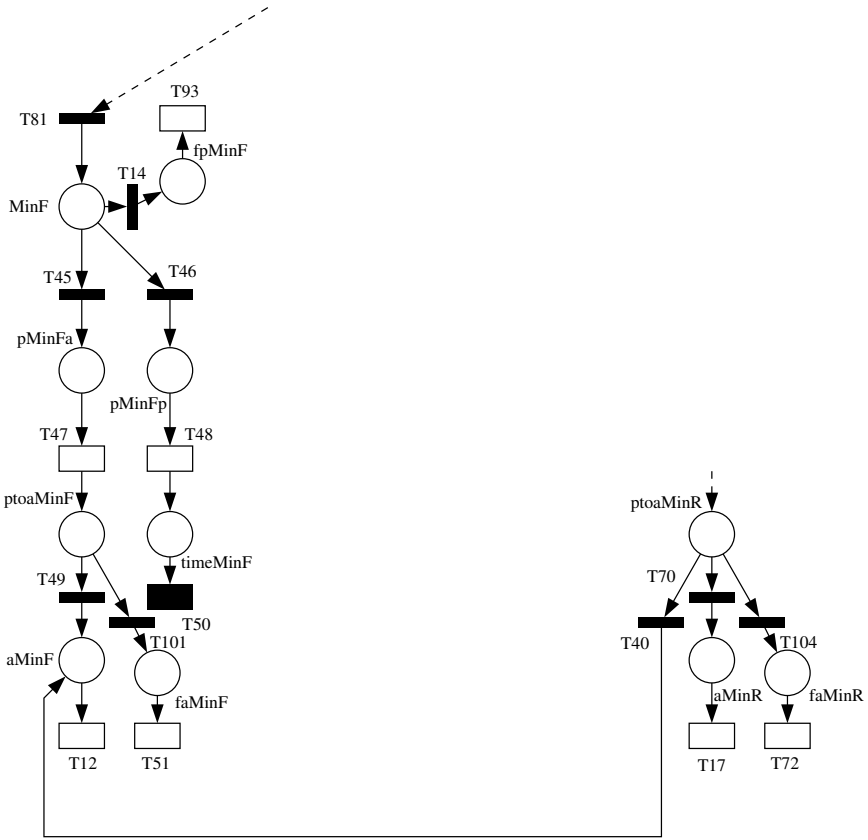 T93
T81
fpMinF
T14
MinF
T45
T46
pMinFa
pMinFp
T47
T48
ptoaMinF
ptoaMinR
timeMinF
T49
T70
T50
T101
T40
T104
aMinF
faMinF
aMinR
faMinR
T12
T51
T17
T72